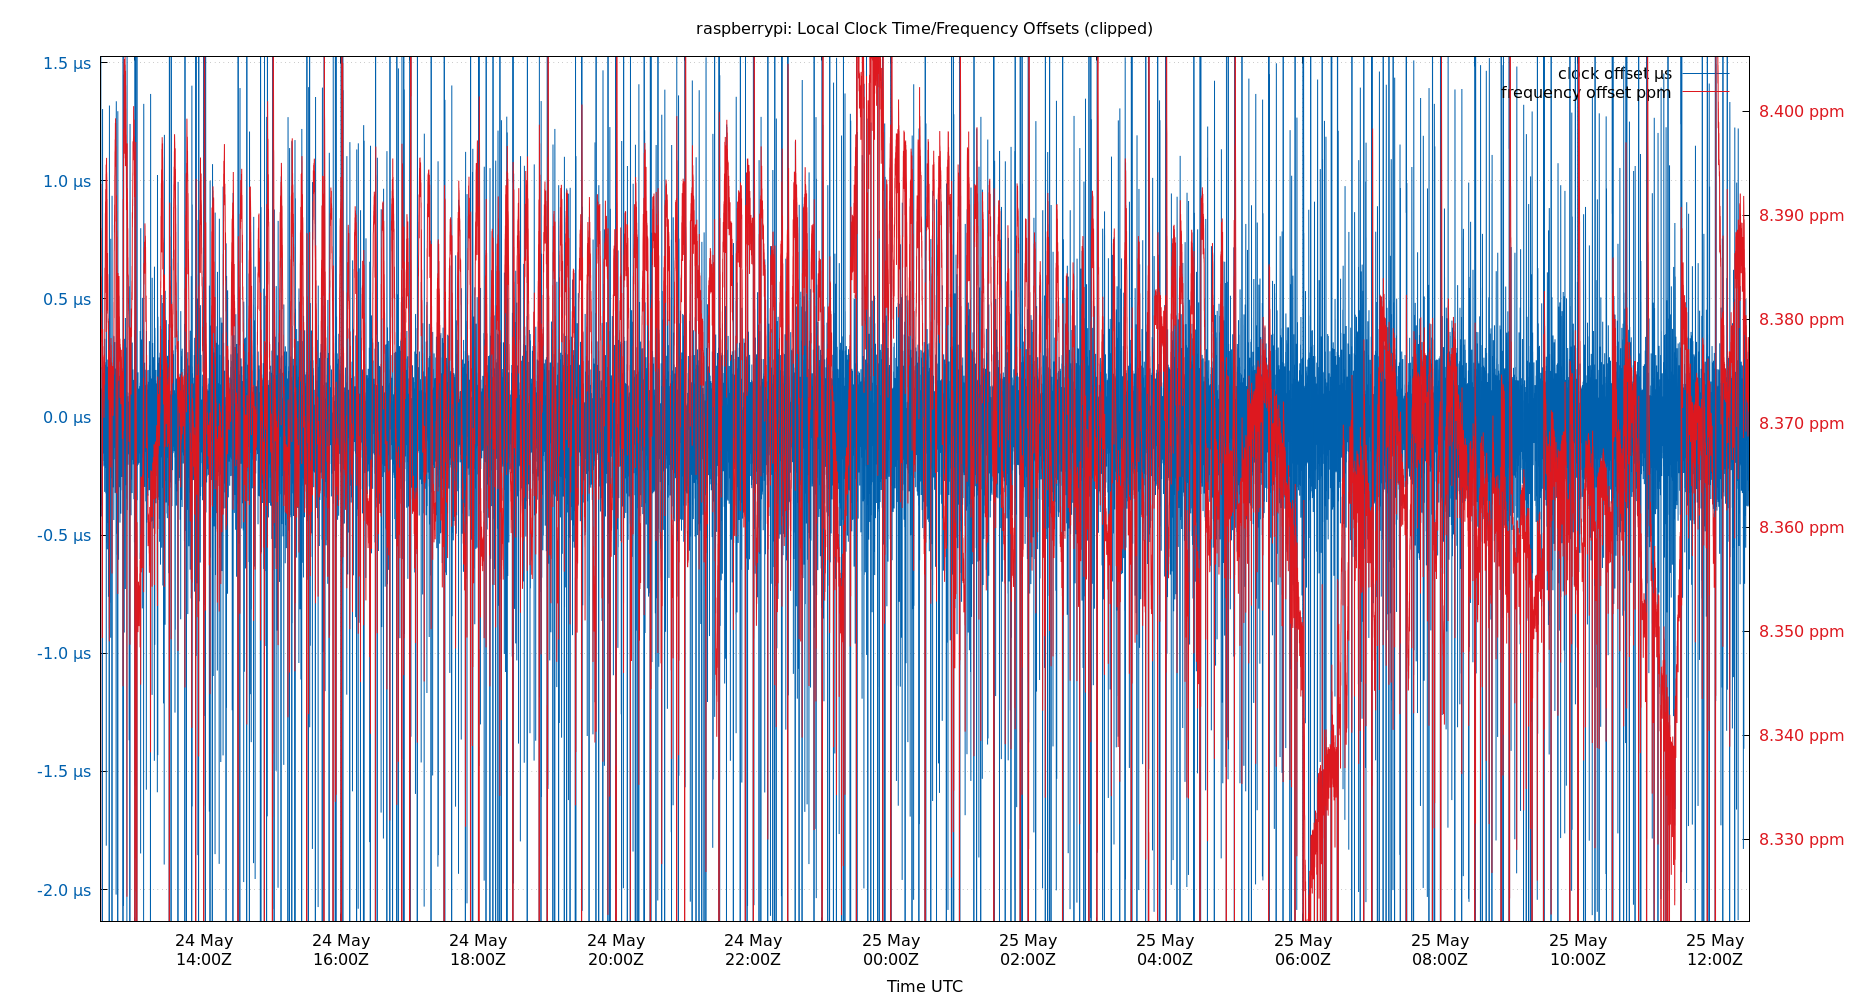 raspberrypi: Local Clock Time/Frequency Offsets (clipped)
clock offset µs
frequency offset ppm
1.5 µs
1.0 µs
0.5 µs
0.0 µs
-0.5 µs
-1.0 µs
-1.5 µs
-2.0 µs
8.400 ppm
8.390 ppm
8.380 ppm
8.370 ppm
8.360 ppm
8.350 ppm
8.340 ppm
8.330 ppm
24 May 24 May 24 May 24 May 24 May 25 May 25 May 25 May 25 May 25 May 25 May 25 May
14:00Z 16:00Z 18:00Z 20:00Z 22:00Z 00:00Z 02:00Z 04:00Z 06:00Z 08:00Z 10:00Z 12:00Z
Time UTC